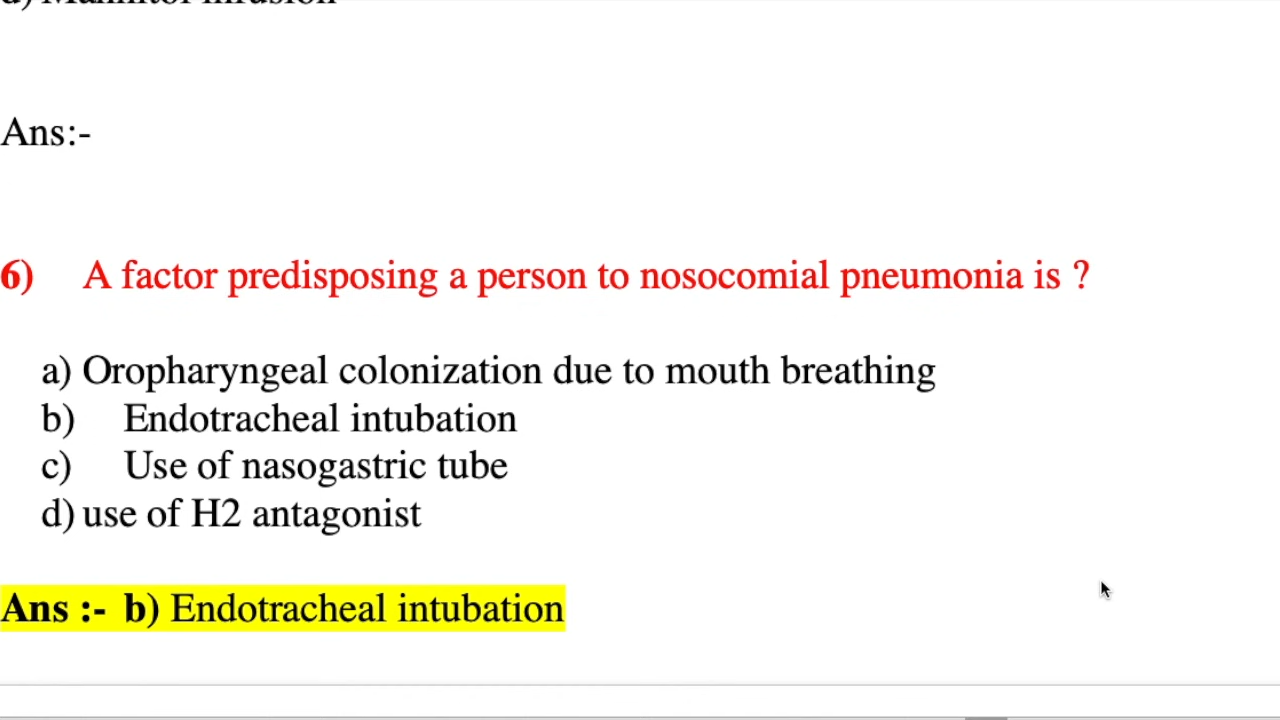 Ans:-
6) A factor predisposing a person to nosocomial pneumonia is ?
a) Oropharyngeal colonization due to mouth breathing
b) Endotracheal intubation
c) Use of nasogastric tube
d) use of H2 antagonist
Ans :- b) Endotracheal intubation